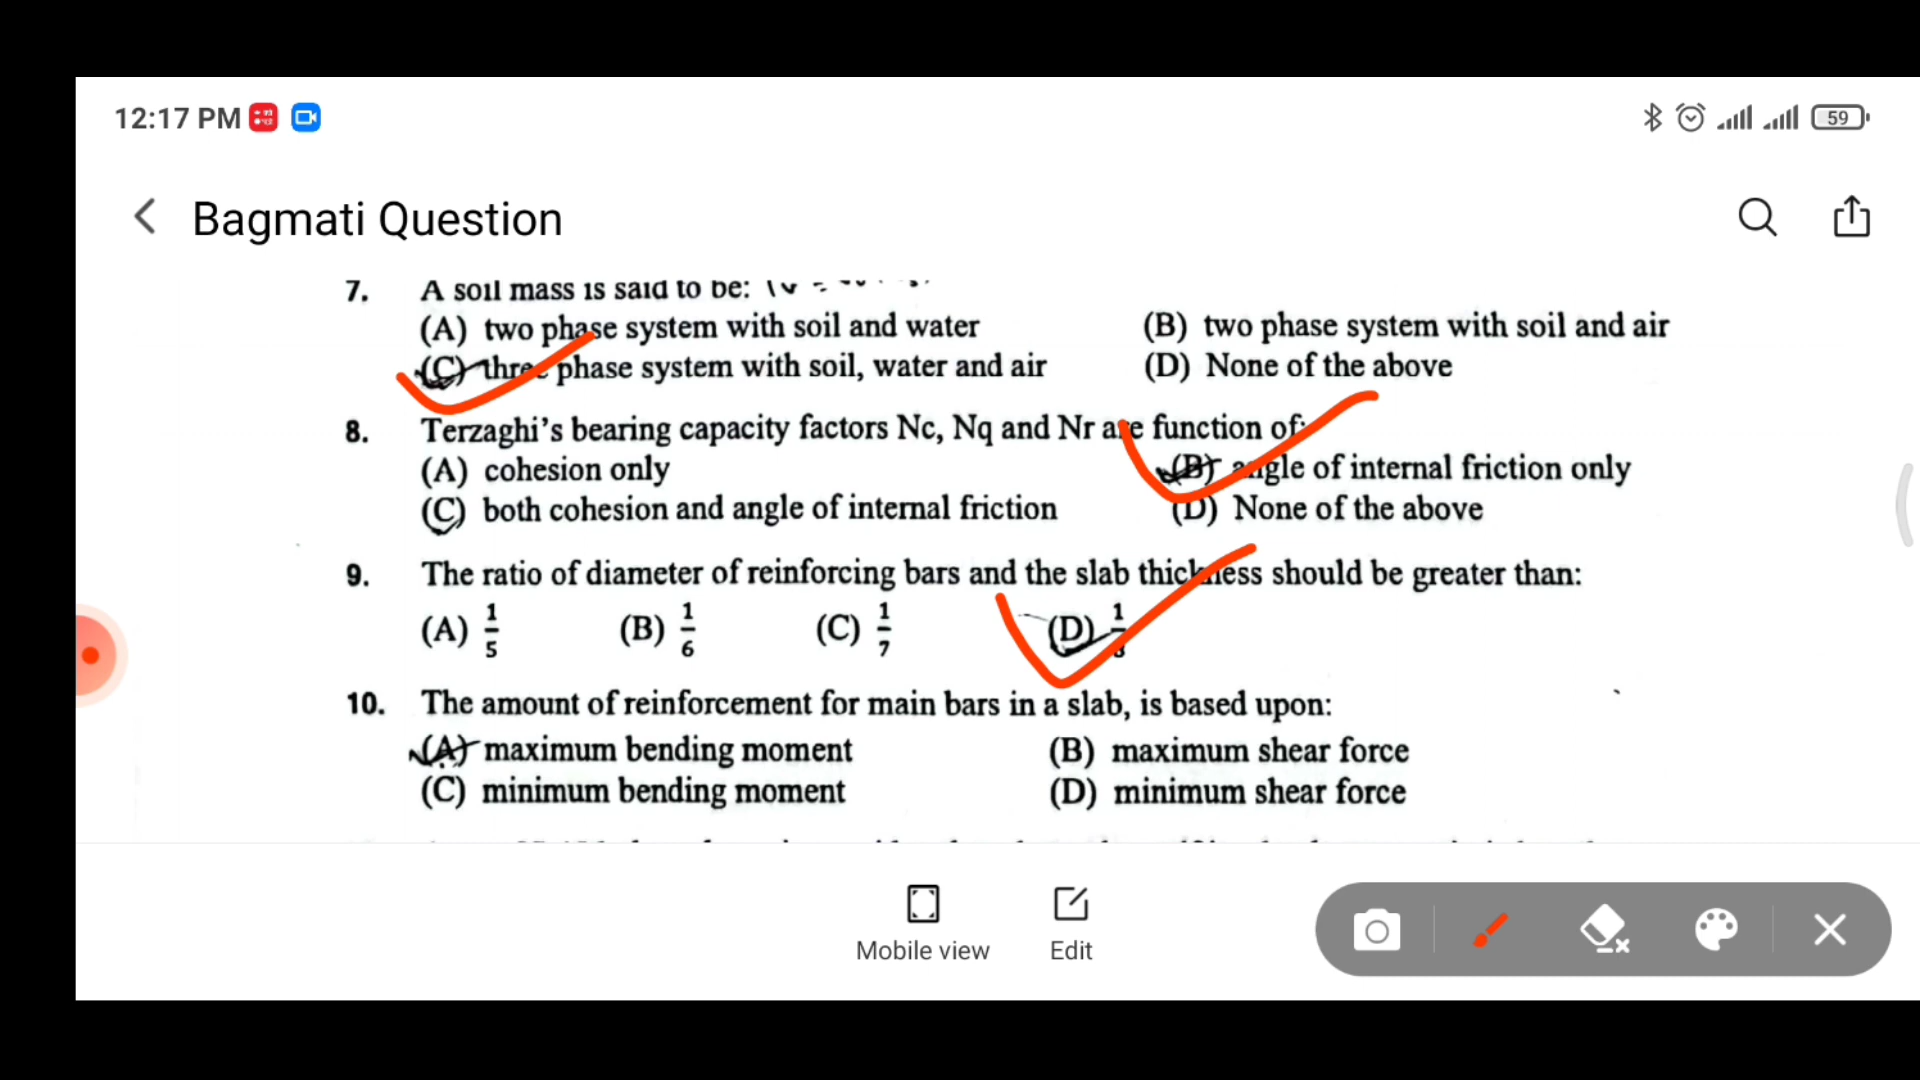 12:17 PM
59
Bagmati Question
7. A soil mass is said to be:
(A) two phase system with soil and water (B) two phase system with soil and air
(C) three phase system with soil, water and air (D) None of the above
8. Terzaghi's bearing capacity factors Nc, Nq and Nr are function of:
(A) cohesion only (B) angle of internal friction only
(C) both cohesion and angle of internal friction (D) None of the above
9. The ratio of diameter of reinforcing bars and the slab thickness should be greater than:
(A) 1/5 (B) 1/6 (C) 1/7 (D) 1/8
10. The amount of reinforcement for main bars in a slab, is based upon:
(A) maximum bending moment (B) maximum shear force
(C) minimum bending moment (D) minimum shear force
Mobile view Edit